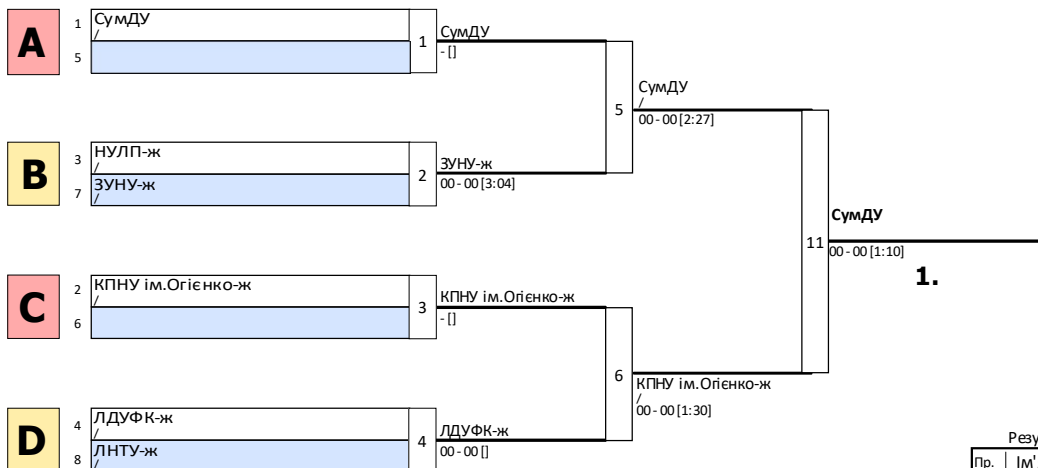 A
1
СумДУ
/
5
1
СумДУ
- []
B
3
НУЛП-ж
/
7
ЗУНУ-ж
/
2
ЗУНУ-ж
00 - 00 [3:04]
5
СумДУ
/
00 - 00 [2:27]
C
2
КПНУ ім.Огієнко-ж
/
6
3
КПНУ ім.Огієнко-ж
- []
D
4
ЛДУФК-ж
/
8
ЛНТУ-ж
/
4
ЛДУФК-ж
00 - 00 []
6
КПНУ ім.Огієнко-ж
/
00 - 00 [1:30]
11
СумДУ
00 - 00 [1:10]
1.
Резу
Пр.
Ім'